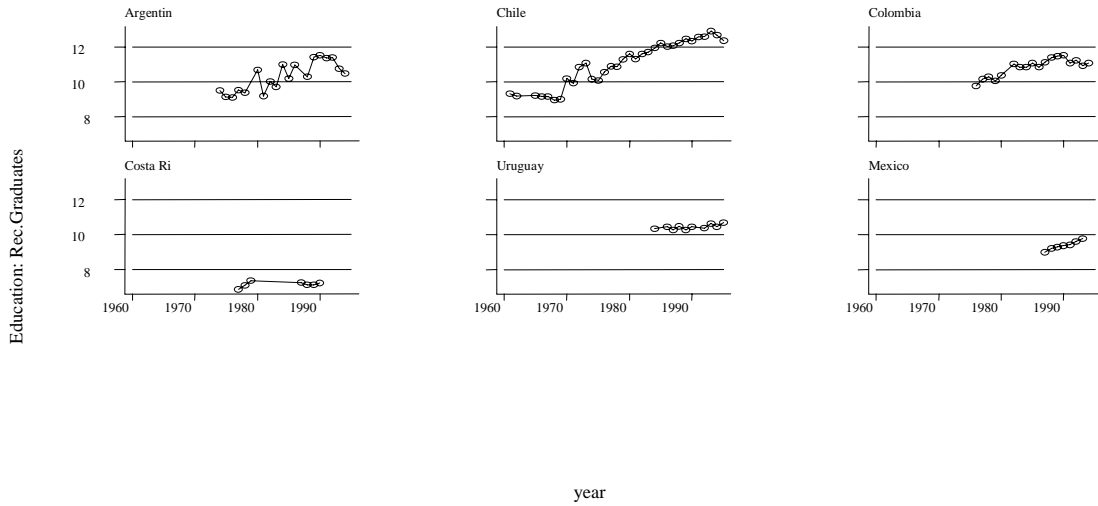 Argentin
Chile
Colombia
12
10
8
Costa Ri
Uruguay
Mexico
12
10
8
1960 1970 1980 1990
1960 1970 1980 1990
1960 1970 1980 1990
Education: Rec.Graduates
year